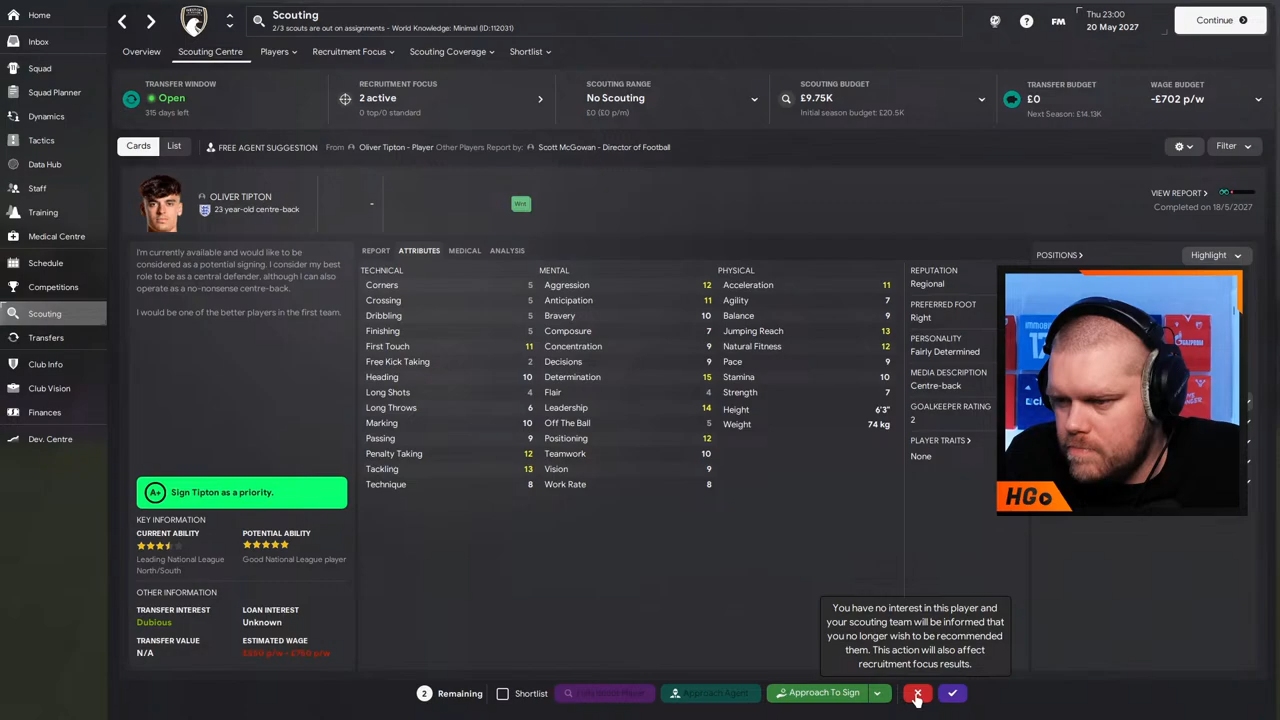 Home
Inbox
Squad
Squad Planner
Dynamics
Tactics
Data Hub
Staff
Training
Medical Centre
Schedule
Competitions
Scouting
Transfers
Club Info
Club Vision
Finances
Dev. Centre
Scouting
2/3 scouts are out on assignments - World Knowledge: Minimal (ID:112031)
FM
Thu 23:00
20 May 2027
Continue
Overview
Scouting Centre
Players
Recruitment Focus
Scouting Coverage
Shortlist
TRANSFER WINDOW
Open
315 days left
RECRUITMENT FOCUS
2 active
0 top/0 standard
SCOUTING RANGE
No Scouting
£0 (£0 p/m)
SCOUTING BUDGET
£9.75K
Initial season budget: £20.5K
TRANSFER BUDGET
£0
Next Season: £14.13K
WAGE BUDGET
-£702 p/w
Cards
List
FREE AGENT SUGGESTION From Oliver Tipton - Player Other Players Report by: Scott McGowan - Director of Football
Filter
OLIVER TIPTON
23 year-old centre-back
-
Wnt
VIEW REPORT
Completed on 18/5/2027
I'm currently available and would like to be
considered as a potential signing. I consider my best
role to be as a central defender, although I can also
operate as a no-nonsense centre-back.
I would be one of the better players in the first team.
A+ Sign Tipton as a priority.
KEY INFORMATION
CURRENT ABILITY
Leading National League
North/South
POTENTIAL ABILITY
Good National League player
OTHER INFORMATION
TRANSFER INTEREST
Dubious
LOAN INTEREST
Unknown
TRANSFER VALUE
N/A
ESTIMATED WAGE
REPORT
ATTRIBUTES
MEDICAL
ANALYSIS
TECHNICAL
Corners 5
Crossing 5
Dribbling 5
Finishing 5
First Touch 11
Free Kick Taking 2
Heading 10
Long Shots 4
Long Throws 6
Marking 10
Passing 9
Penalty Taking 12
Tackling 13
Technique 8
MENTAL
Aggression 12
Anticipation 11
Bravery 10
Composure 7
Concentration 9
Decisions 9
Determination 15
Flair 4
Leadership 14
Off The Ball 5
Positioning 12
Teamwork 10
Vision 9
Work Rate 8
PHYSICAL
Acceleration 11
Agility 7
Balance 9
Jumping Reach 13
Natural Fitness 12
Pace 9
Stamina 10
Strength 7
Height 6'3"
Weight 74 kg
REPUTATION
Regional
PREFERRED FOOT
Right
PERSONALITY
Fairly Determined
MEDIA DESCRIPTION
Centre-back
GOALKEEPER RATING
2
PLAYER TRAITS
None
POSITIONS
Highlight
HGo
You have no interest in this player and
your scouting team will be informed that
you no longer wish to be recommended
them. This action will also affect
recruitment focus results.
2 Remaining
Shortlist
Approach Agent
Approach To Sign